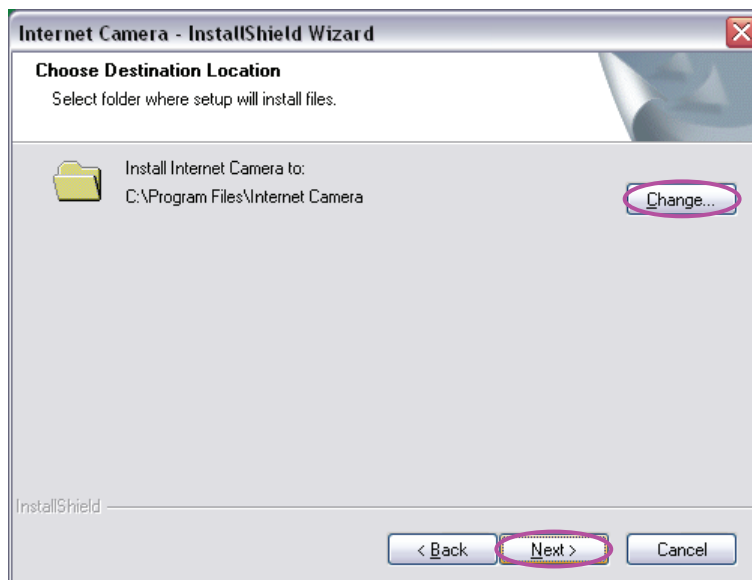 Internet Camera - InstallShield Wizard
Choose Destination Location
Select folder where setup will install files.
Install Internet Camera to:
C:\Program Files\Internet Camera
Change...
InstallShield
< Back Next > Cancel